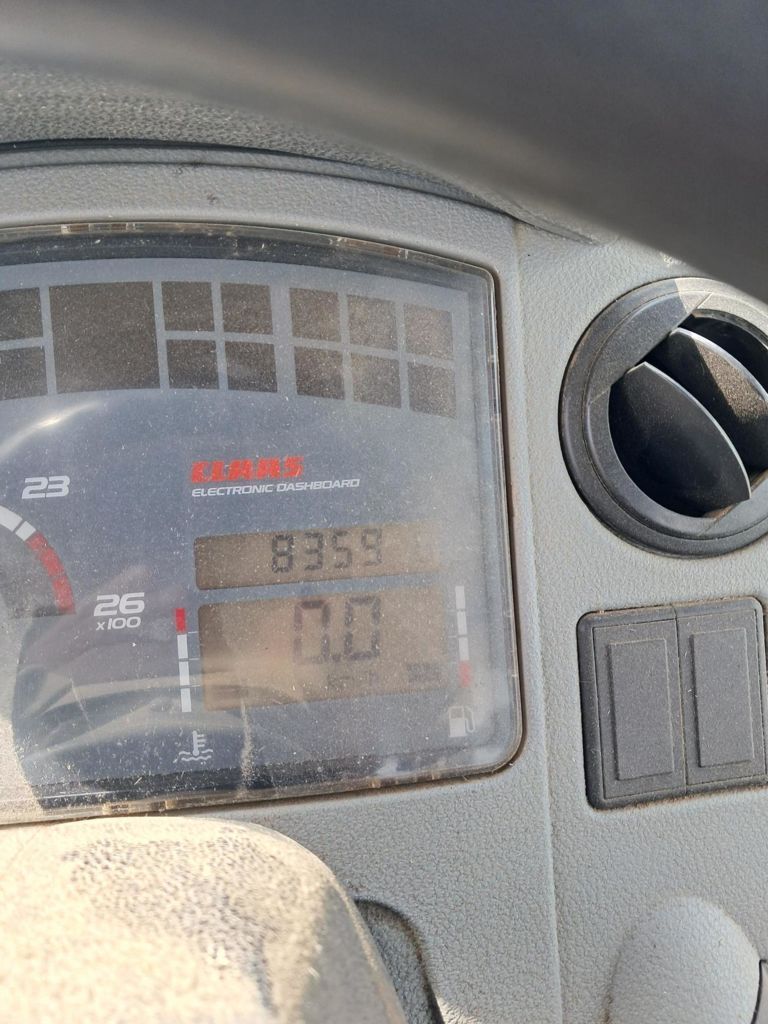 23
CLAAS
ELECTRONIC DASHBOARD
8359
26
x100
0.0